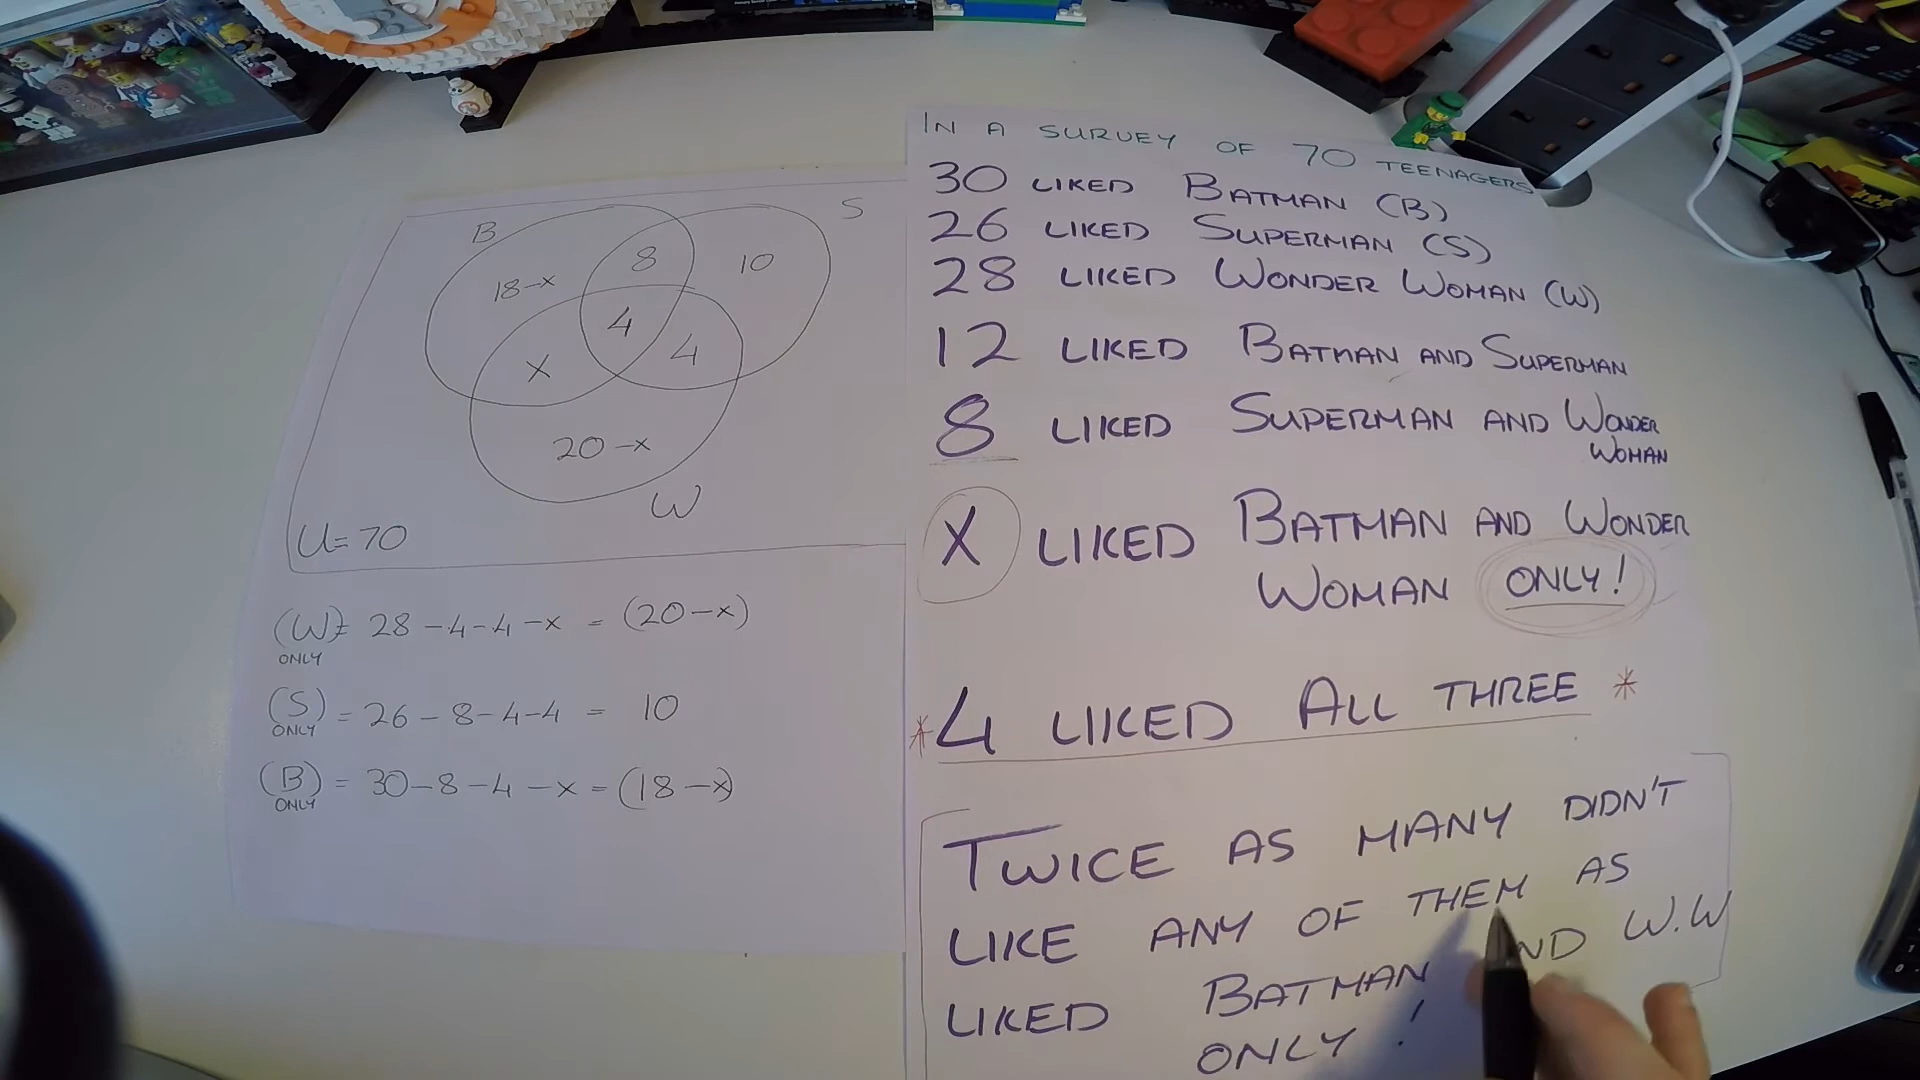 B
S
8
10
18-x
4
4
x
20-x
W
U=70
(W)= 28-4-4-x = (20-x)
ONLY
(S) = 26-8-4-4 = 10
ONLY
(B) = 30-8-4-x = (18-x)
ONLY
IN A SURVEY OF 70 TEENAGERS
30 LIKED BATMAN (B)
26 LIKED SUPERMAN (S)
28 LIKED WONDER WOMAN (W)
12 LIKED BATMAN AND SUPERMAN
8 LIKED SUPERMAN AND WONDER
WOMAN
X LIKED BATMAN AND WONDER
WOMAN ONLY!
*4 LIKED ALL THREE *
TWICE AS MANY DIDN'T
LIKE ANY OF THEM AS
LIKED BATMAN AND W.W
ONLY!